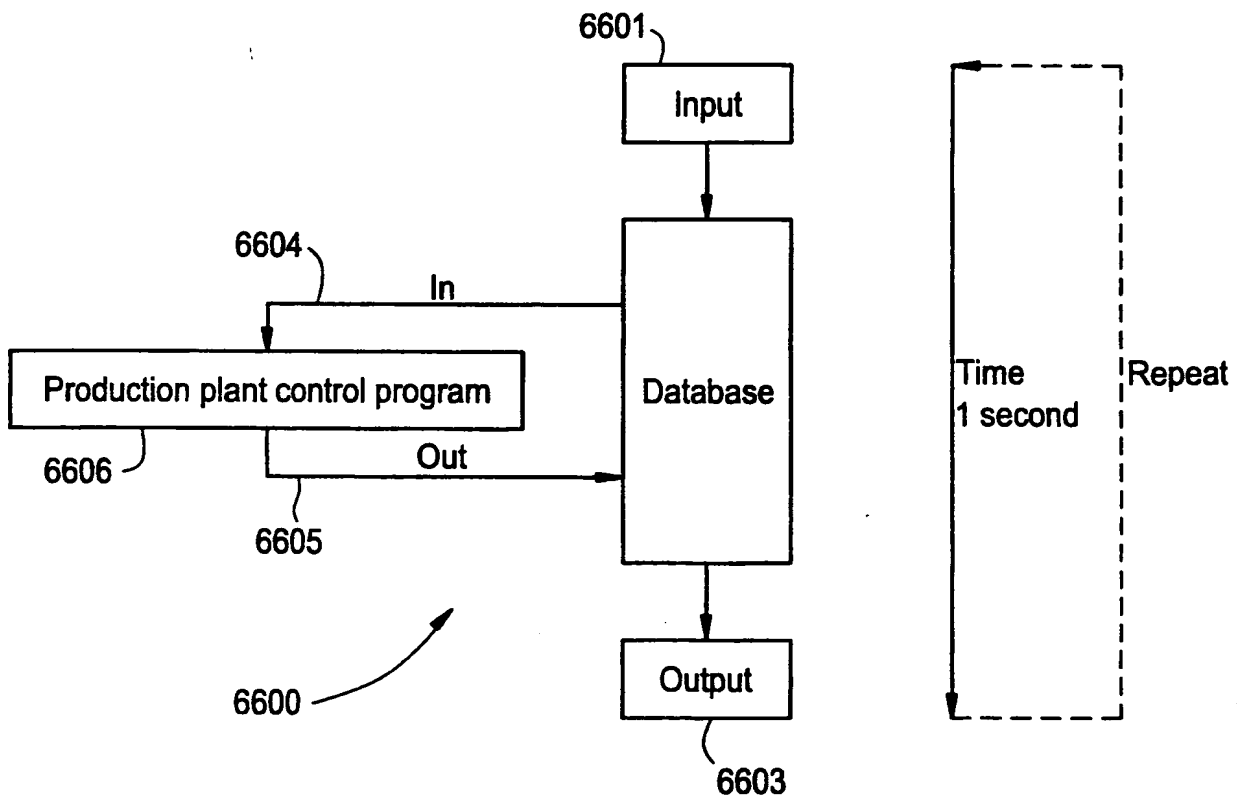 6601
Input
6604
In
Production plant control program
Database
Time
1 second
Repeat
6606
Out
6605
6600
Output
6603